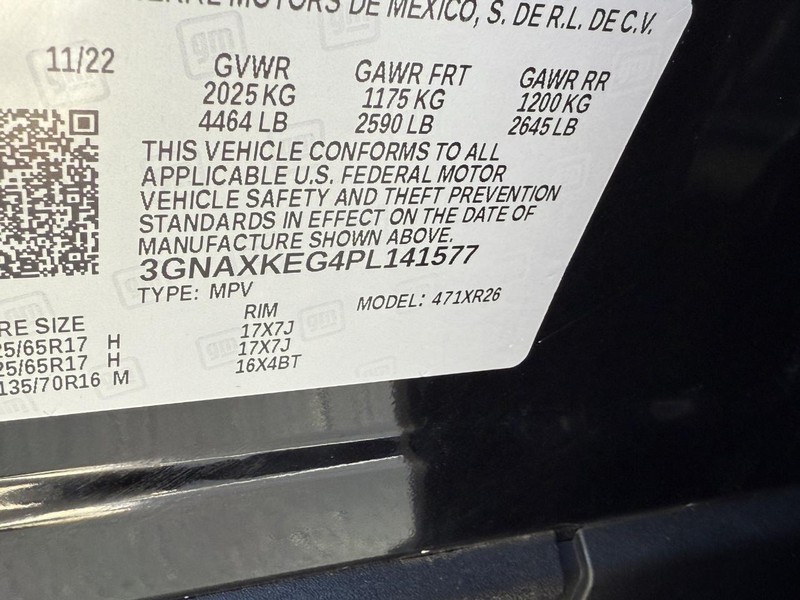 MOTORS DE MEXICO, S. DE R.L. DE C.V.
11/22
GVWR GAWR FRT GAWR RR
2025 KG 1175 KG 1200 KG
4464 LB 2590 LB 2645 LB
THIS VEHICLE CONFORMS TO ALL
APPLICABLE U.S. FEDERAL MOTOR
VEHICLE SAFETY AND THEFT PREVENTION
STANDARDS IN EFFECT ON THE DATE OF
MANUFACTURE SHOWN ABOVE.
3GNAXKEG4PL141577
TYPE: MPV MODEL: 471XR26
RE SIZE RIM
25/65R17 H 17X7J
25/65R17 H 17X7J
135/70R16 M 16X4BT